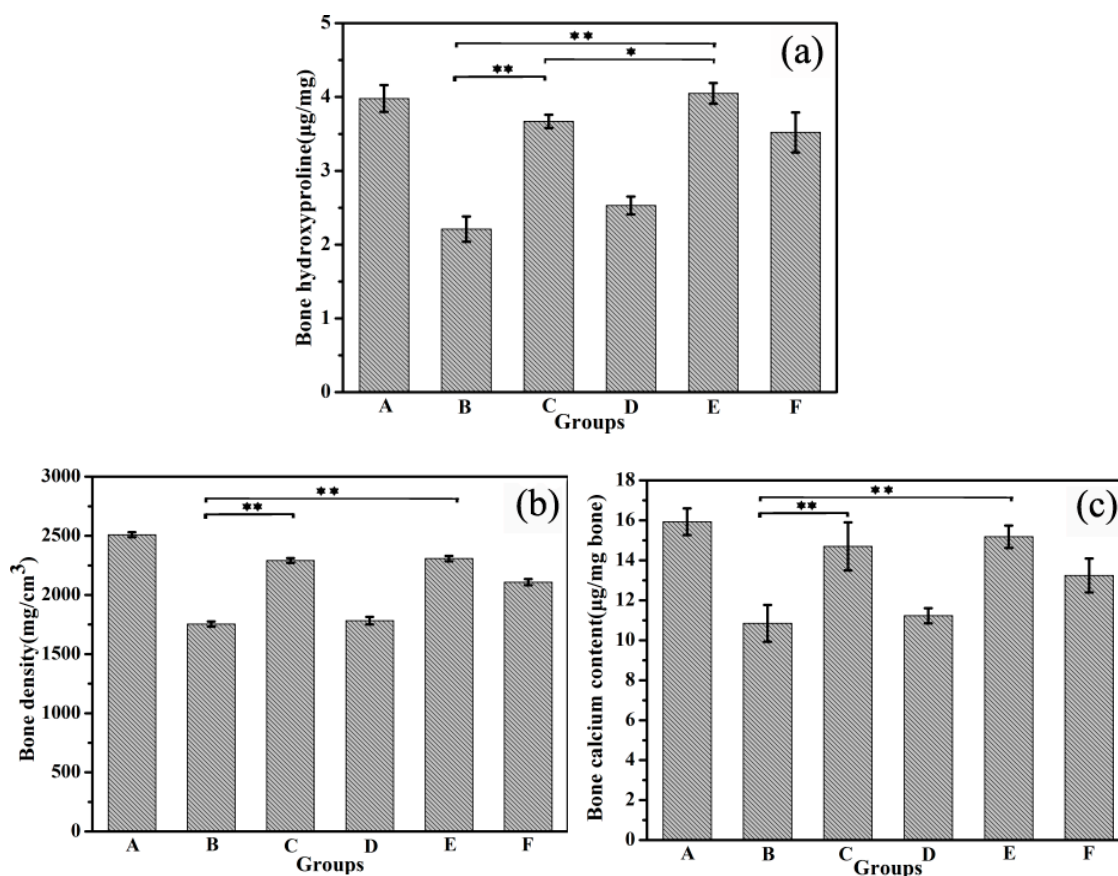 (a)
Bone hydroxyproline(μg/mg)
5
4
3
2
1
0
**
*
**
A B C D E F
Groups
(b)
Bone density(mg/cm³)
3000
2500
2000
1500
1000
500
0
**
**
A B C D E F
Groups
(c)
Bone calcium content(μg/mg bone)
18
16
14
12
10
8
6
4
2
0
**
**
A B C D E F
Groups